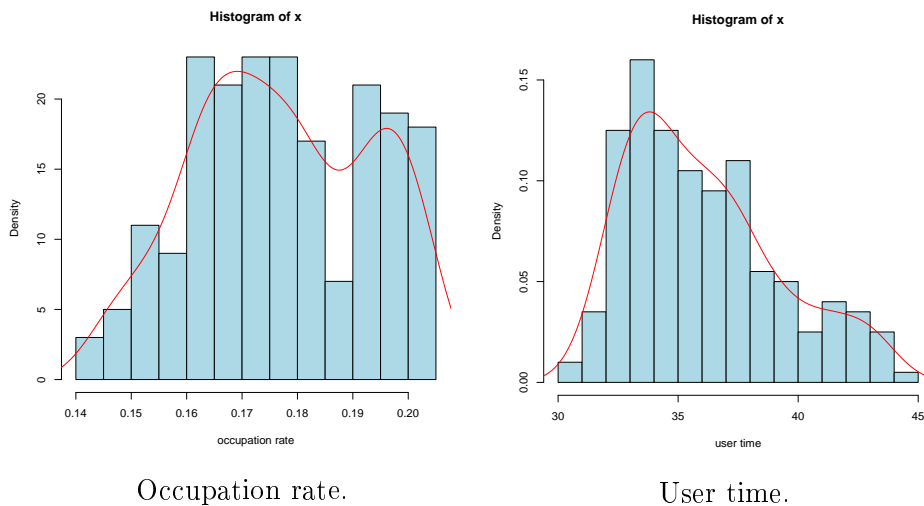 Histogram of x
Density
0
5
10
15
20
0.14 0.15 0.16 0.17 0.18 0.19 0.20
occupation rate
Occupation rate.
Histogram of x
Density
0.00
0.05
0.10
0.15
30 35 40 45
user time
User time.